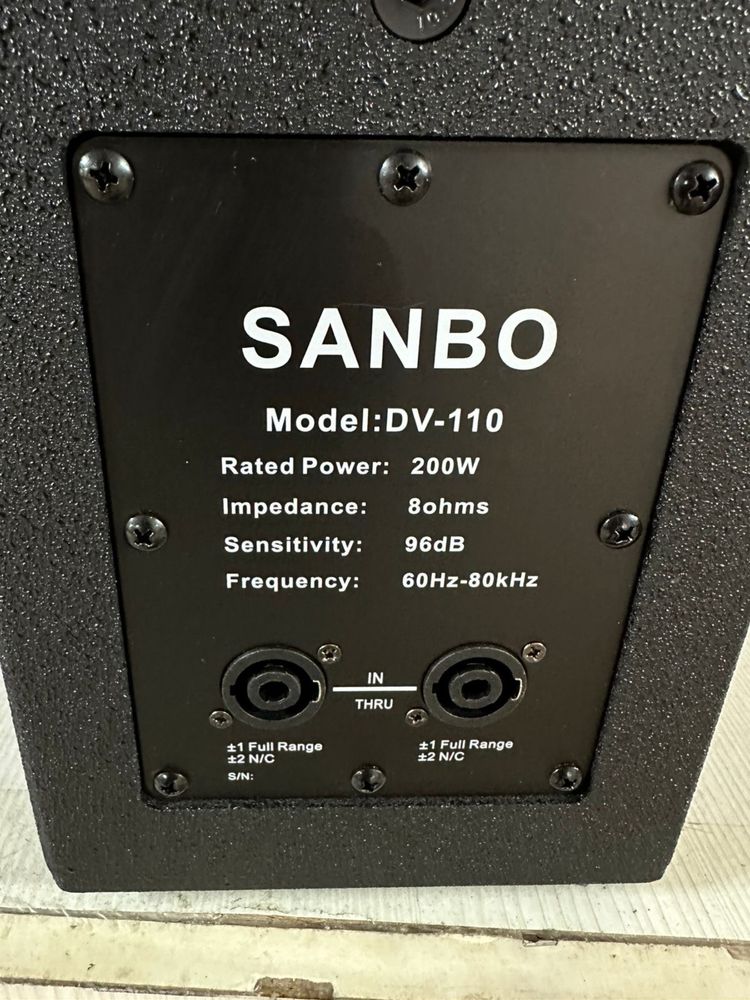 SANBO
Model:DV-110
Rated Power: 200W
Impedance: 8ohms
Sensitivity: 96dB
Frequency: 60Hz-80kHz
IN
THRU
±1 Full Range
±2 N/C
S/N:
±1 Full Range
±2 N/C